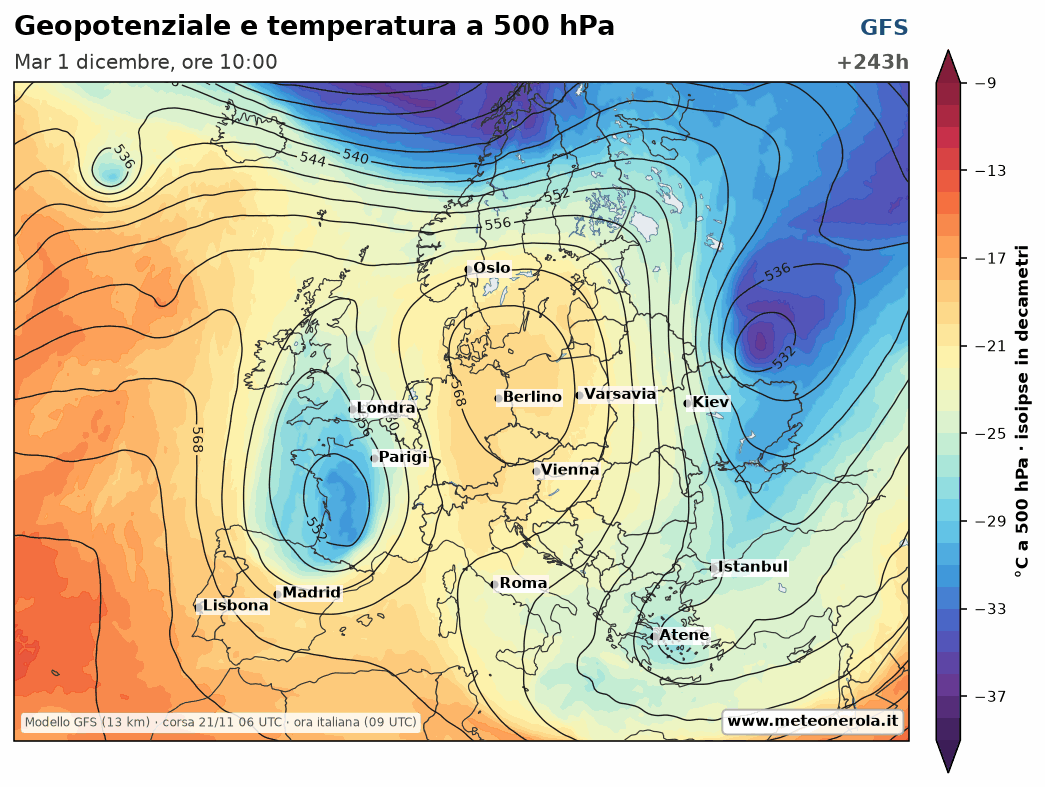 Geopotenziale e temperatura a 500 hPa
GFS
Mar 1 dicembre, ore 10:00
+243h
536
544
540
552
556
Oslo
536
532
568
Berlino
Varsavia
Kiev
Londra
568
Parigi
Vienna
552
Istanbul
Roma
Madrid
Lisbona
Atene
Modello GFS (13 km) · corsa 21/11 06 UTC · ora italiana (09 UTC)
www.meteonerola.it
−9
−13
−17
−21
−25
−29
−33
−37
°C a 500 hPa · isoipse in decametri